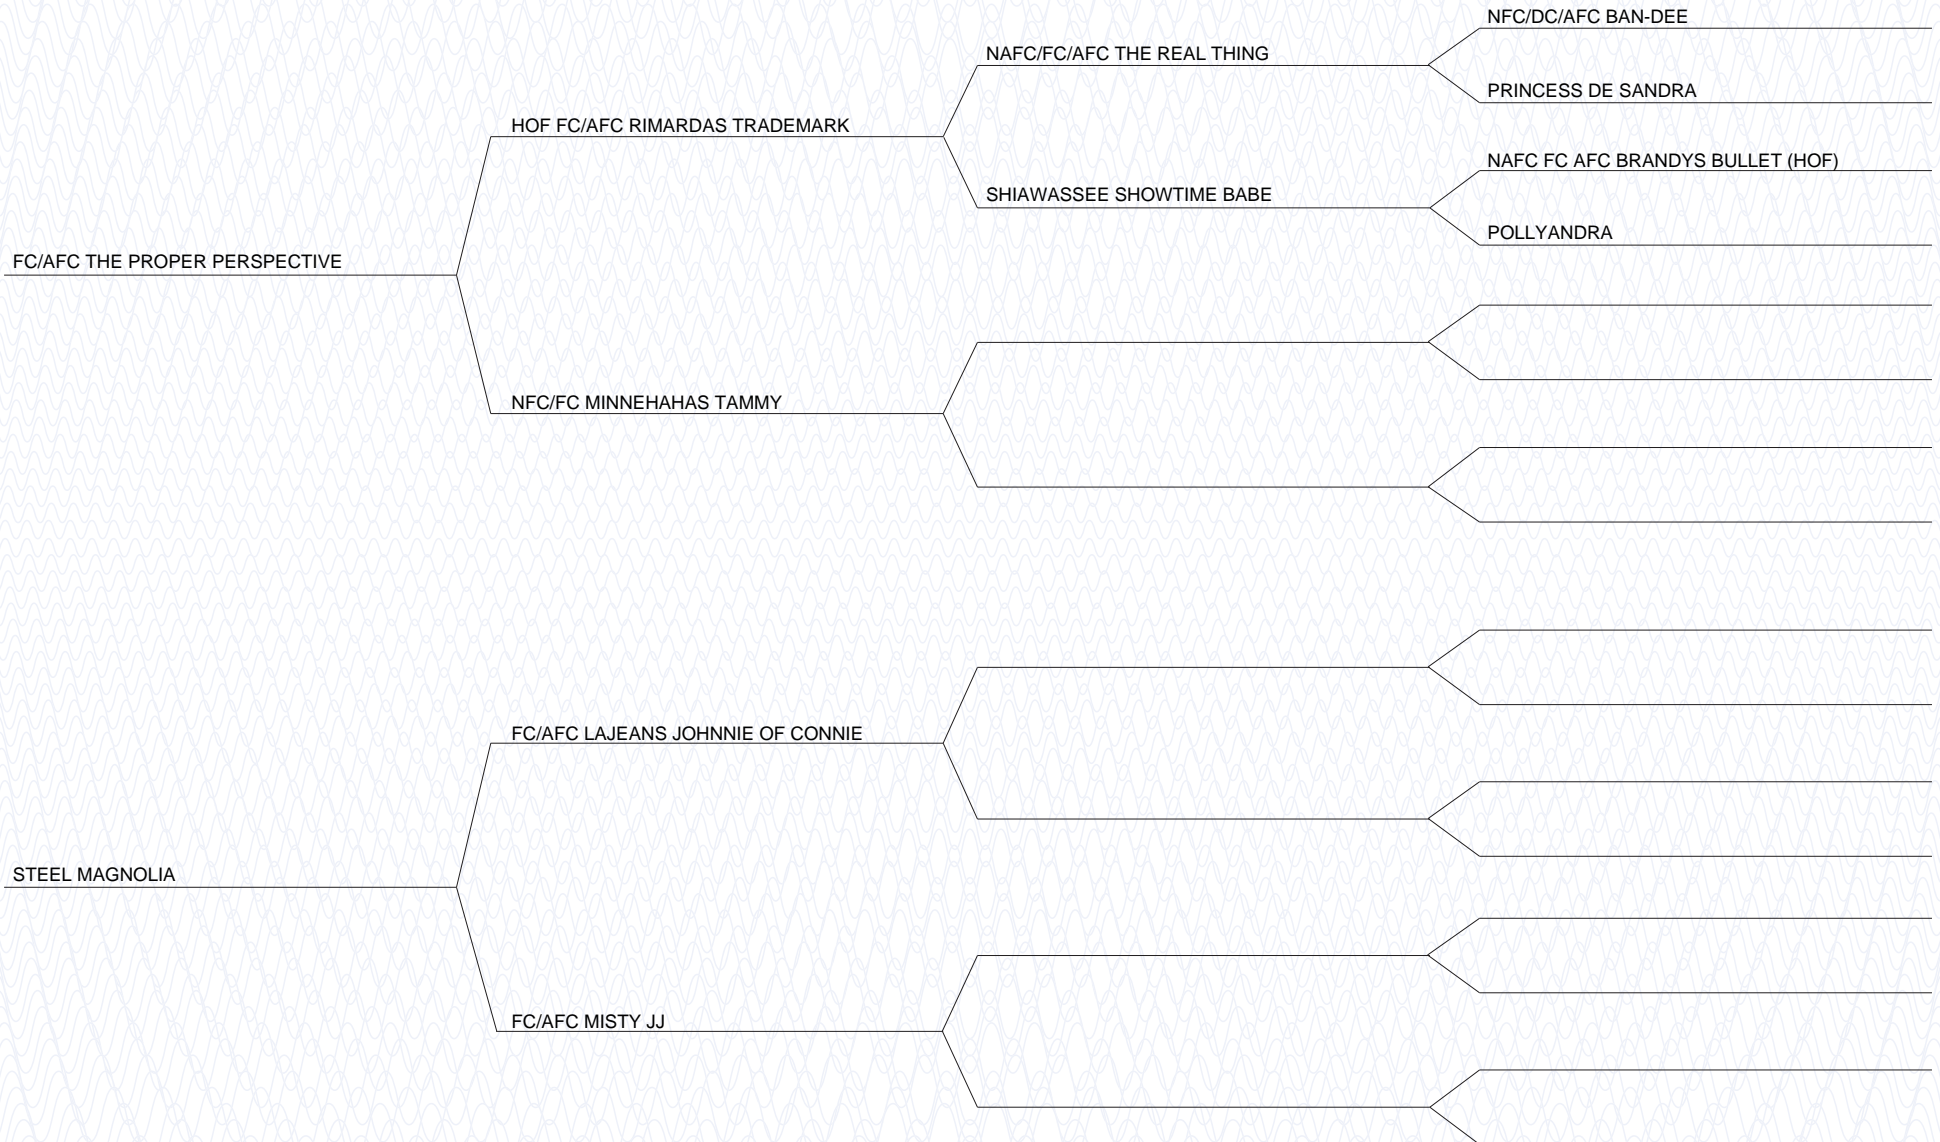 NFC/DC/AFC BAN-DEE
NAFC/FC/AFC THE REAL THING
PRINCESS DE SANDRA
HOF FC/AFC RIMARDAS TRADEMARK
NAFC FC AFC BRANDYS BULLET (HOF)
SHIAWASSEE SHOWTIME BABE
POLLYANDRA
FC/AFC THE PROPER PERSPECTIVE
NFC/FC MINNEHAHAS TAMMY
FC/AFC LAJEANS JOHNNIE OF CONNIE
STEEL MAGNOLIA
FC/AFC MISTY JJ